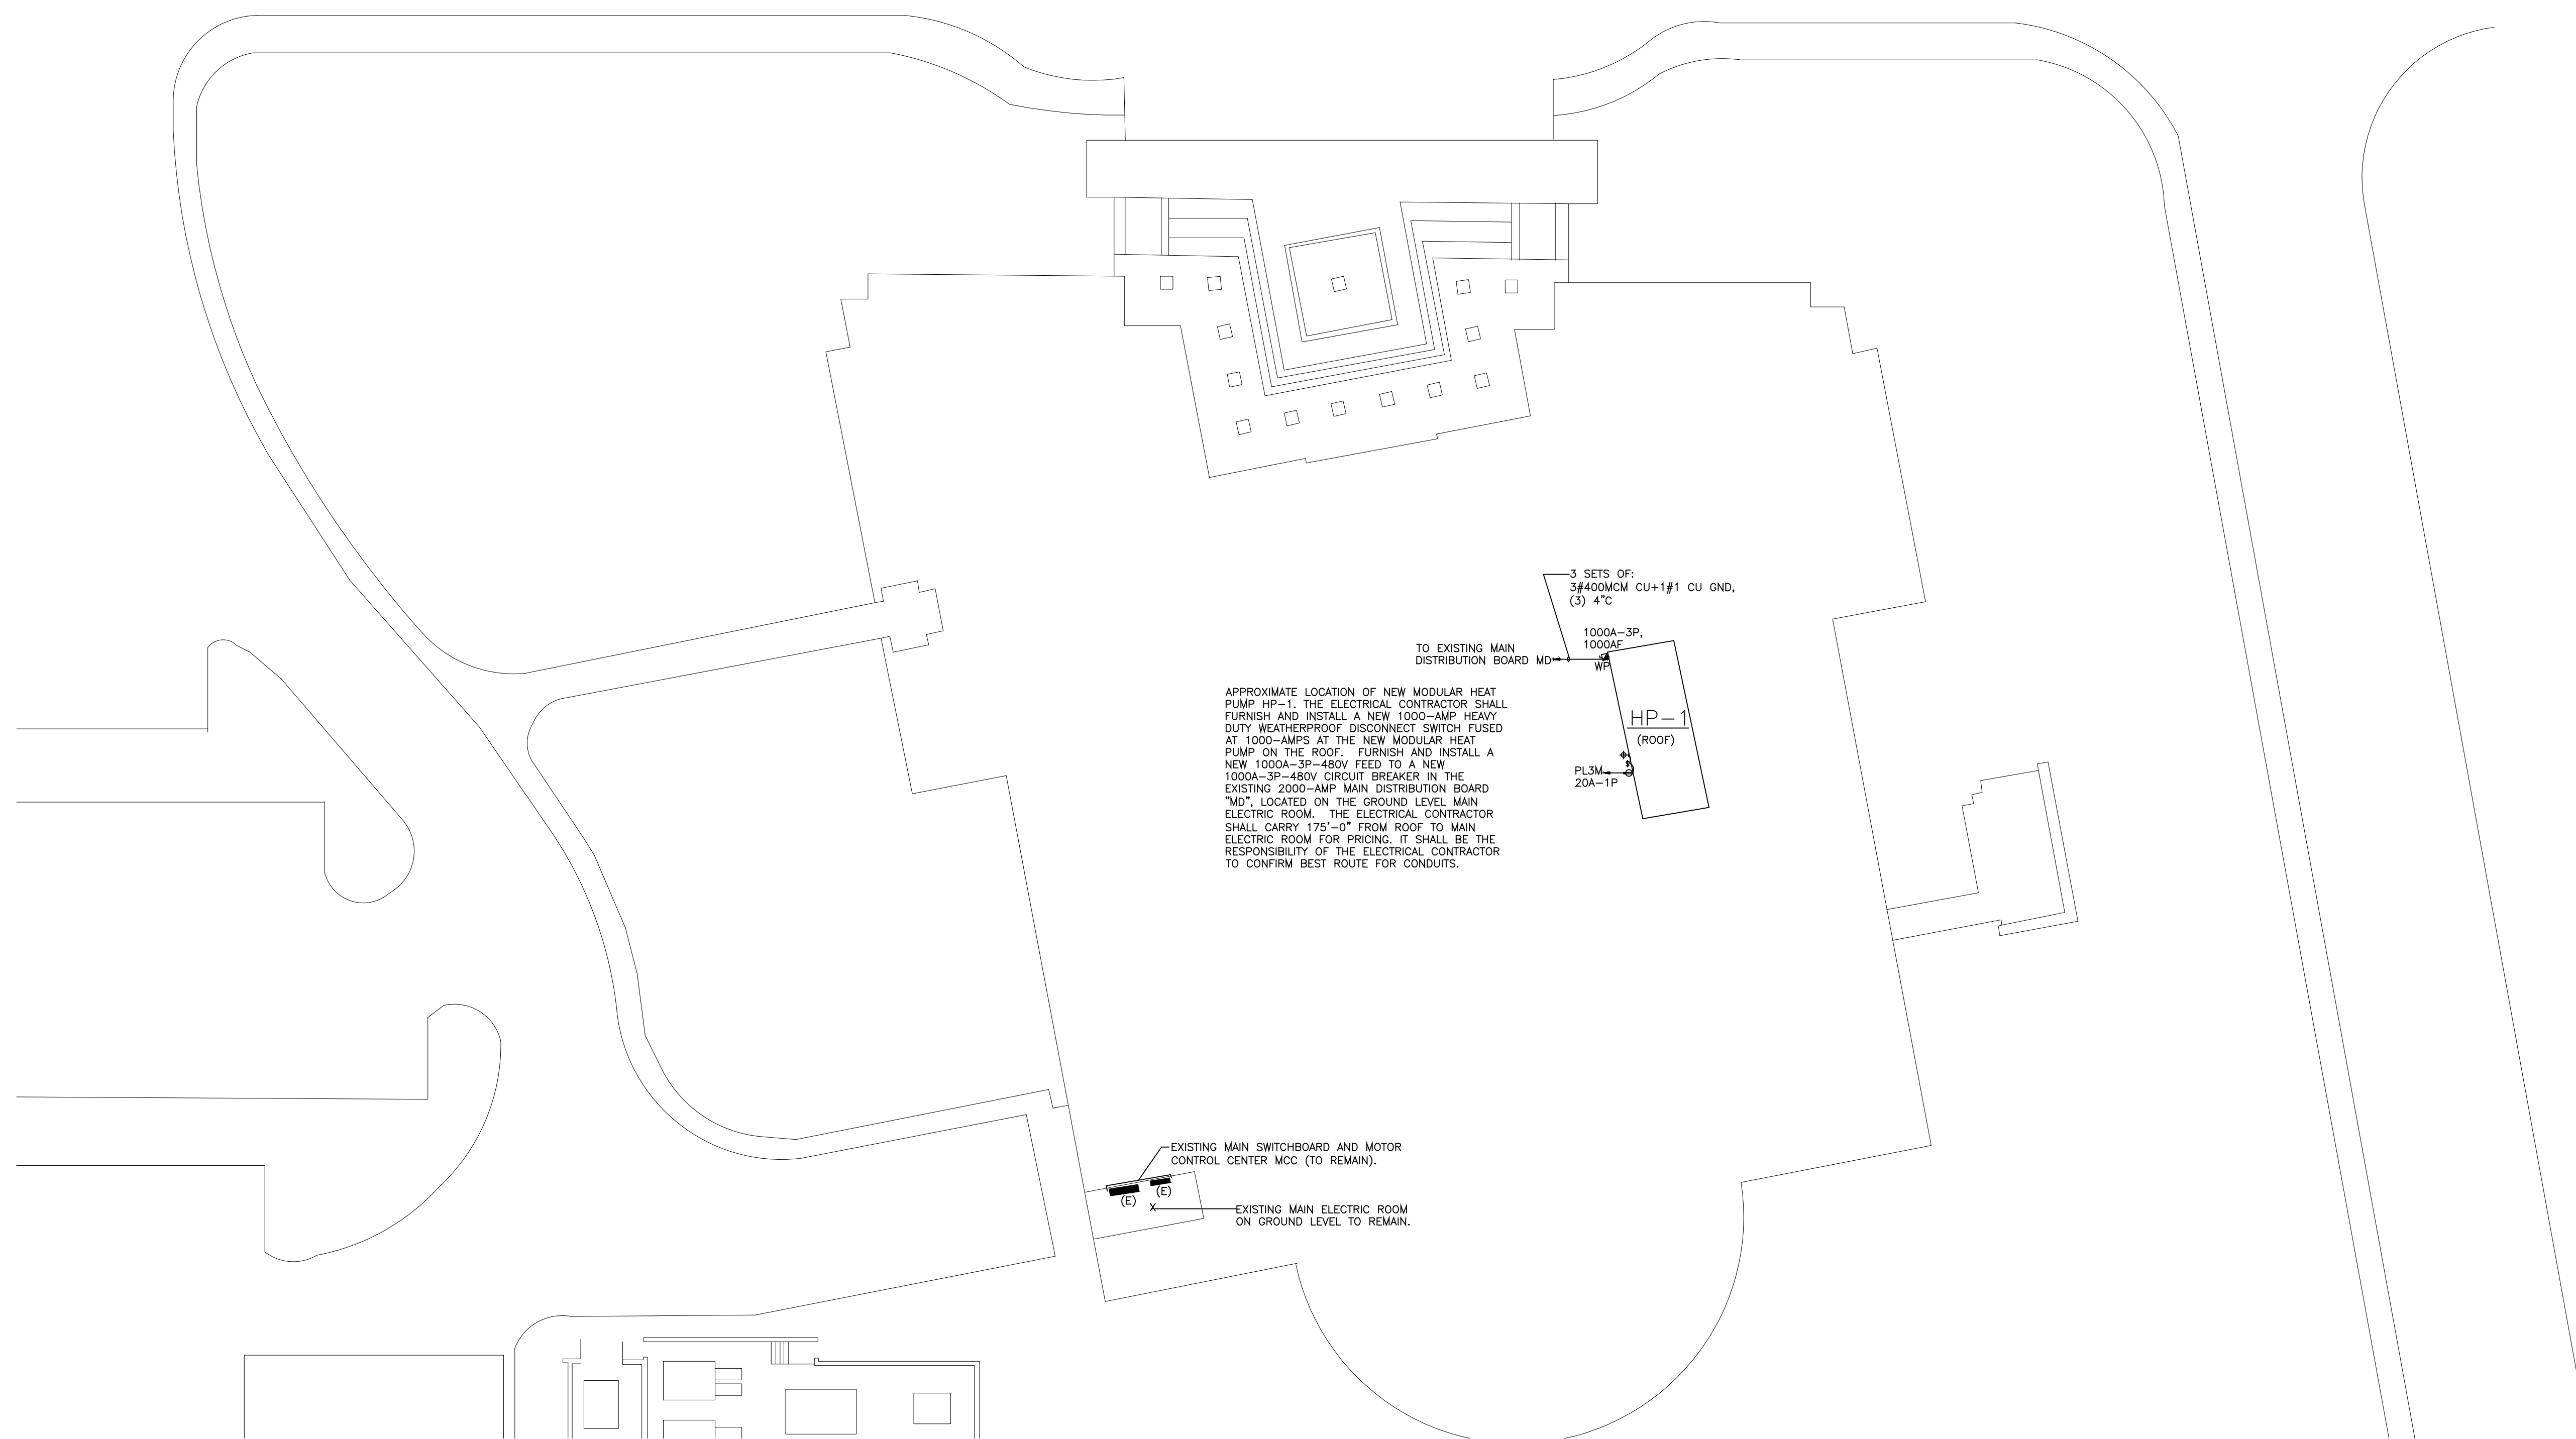 3 SETS OF:
3#400MCM CU+1#1 CU GND,
(3) 4"C
1000A-3P,
1000AF
TO EXISTING MAIN
DISTRIBUTION BOARD MD
WP
APPROXIMATE LOCATION OF NEW MODULAR HEAT
PUMP HP-1. THE ELECTRICAL CONTRACTOR SHALL
FURNISH AND INSTALL A NEW 1000-AMP HEAVY
DUTY WEATHERPROOF DISCONNECT SWITCH FUSED
AT 1000-AMPS AT THE NEW MODULAR HEAT
PUMP ON THE ROOF. FURNISH AND INSTALL A
NEW 1000A-3P-480V FEED TO A NEW
1000A-3P-480V CIRCUIT BREAKER IN THE
EXISTING 2000-AMP MAIN DISTRIBUTION BOARD
"MD", LOCATED ON THE GROUND LEVEL MAIN
ELECTRIC ROOM. THE ELECTRICAL CONTRACTOR
SHALL CARRY 175'-0" FROM ROOF TO MAIN
ELECTRIC ROOM FOR PRICING. IT SHALL BE THE
RESPONSIBILITY OF THE ELECTRICAL CONTRACTOR
TO CONFIRM BEST ROUTE FOR CONDUITS.
HP-1
(ROOF)
PL3M
20A-1P
EXISTING MAIN SWITCHBOARD AND MOTOR
CONTROL CENTER MCC (TO REMAIN).
(E)
(E)
X
EXISTING MAIN ELECTRIC ROOM
ON GROUND LEVEL TO REMAIN.